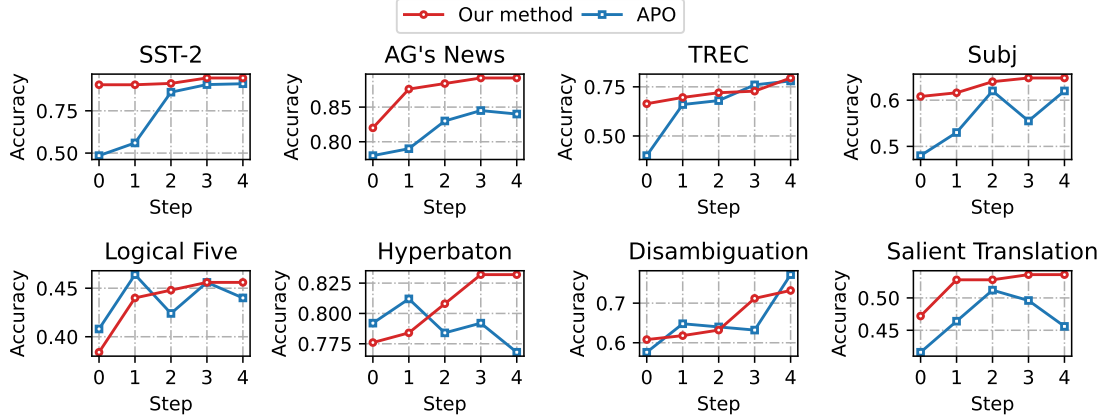 Our method APO
SST-2 AG's News TREC Subj
Accuracy 0.75 0.50 0 1 2 3 4 Step
Accuracy 0.85 0.80 0 1 2 3 4 Step
Accuracy 0.75 0.50 0 1 2 3 4 Step
Accuracy 0.6 0.5 0 1 2 3 4 Step
Logical Five Hyperbaton Disambiguation Salient Translation
Accuracy 0.45 0.40 0 1 2 3 4 Step
Accuracy 0.825 0.800 0.775 0 1 2 3 4 Step
Accuracy 0.7 0.6 0 1 2 3 4 Step
Accuracy 0.50 0.45 0 1 2 3 4 Step